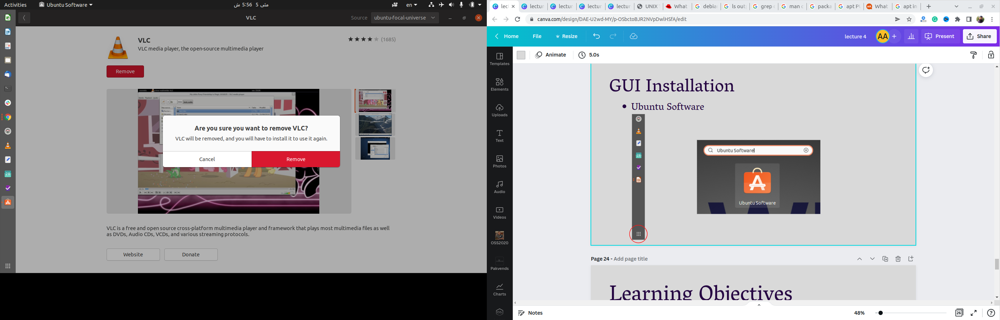 Activities
Ubuntu Software
مئی 5  5:56 ش
en
VLC
Source
ubuntu-focal-universe
VLC
VLC media player, the open-source multimedia player
(1685)
Remove
Are you sure you want to remove VLC?
VLC will be removed, and you will have to install it to use it again.
Cancel
Remove
VLC is a free and open source cross-platform multimedia player and framework that plays most multimedia files as well
as DVDs, Audio CDs, VCDs, and various streaming protocols.
Website
Donate
28
lect
lectur
lectur
lectur
lectur
UNIX
What
debia
ls out
grep
man
packa
apt
What
apt in
canva.com/design/DAE-U2wd-MY/p-OSbctoBJR2NVpDwlHSfA/edit
Home
File
Resize
lecture 4
AA
Present
Share
Animate
5.0s
Templates
Elements
Uploads
Text
Photos
Audio
Videos
OSS2020
Pakvends
Charts
CO.
GUI Installation
Ubuntu Software
28
Ubuntu Software
Ubuntu Software
Page 24 - Add page title
Learning Objectives
Notes
48%
26